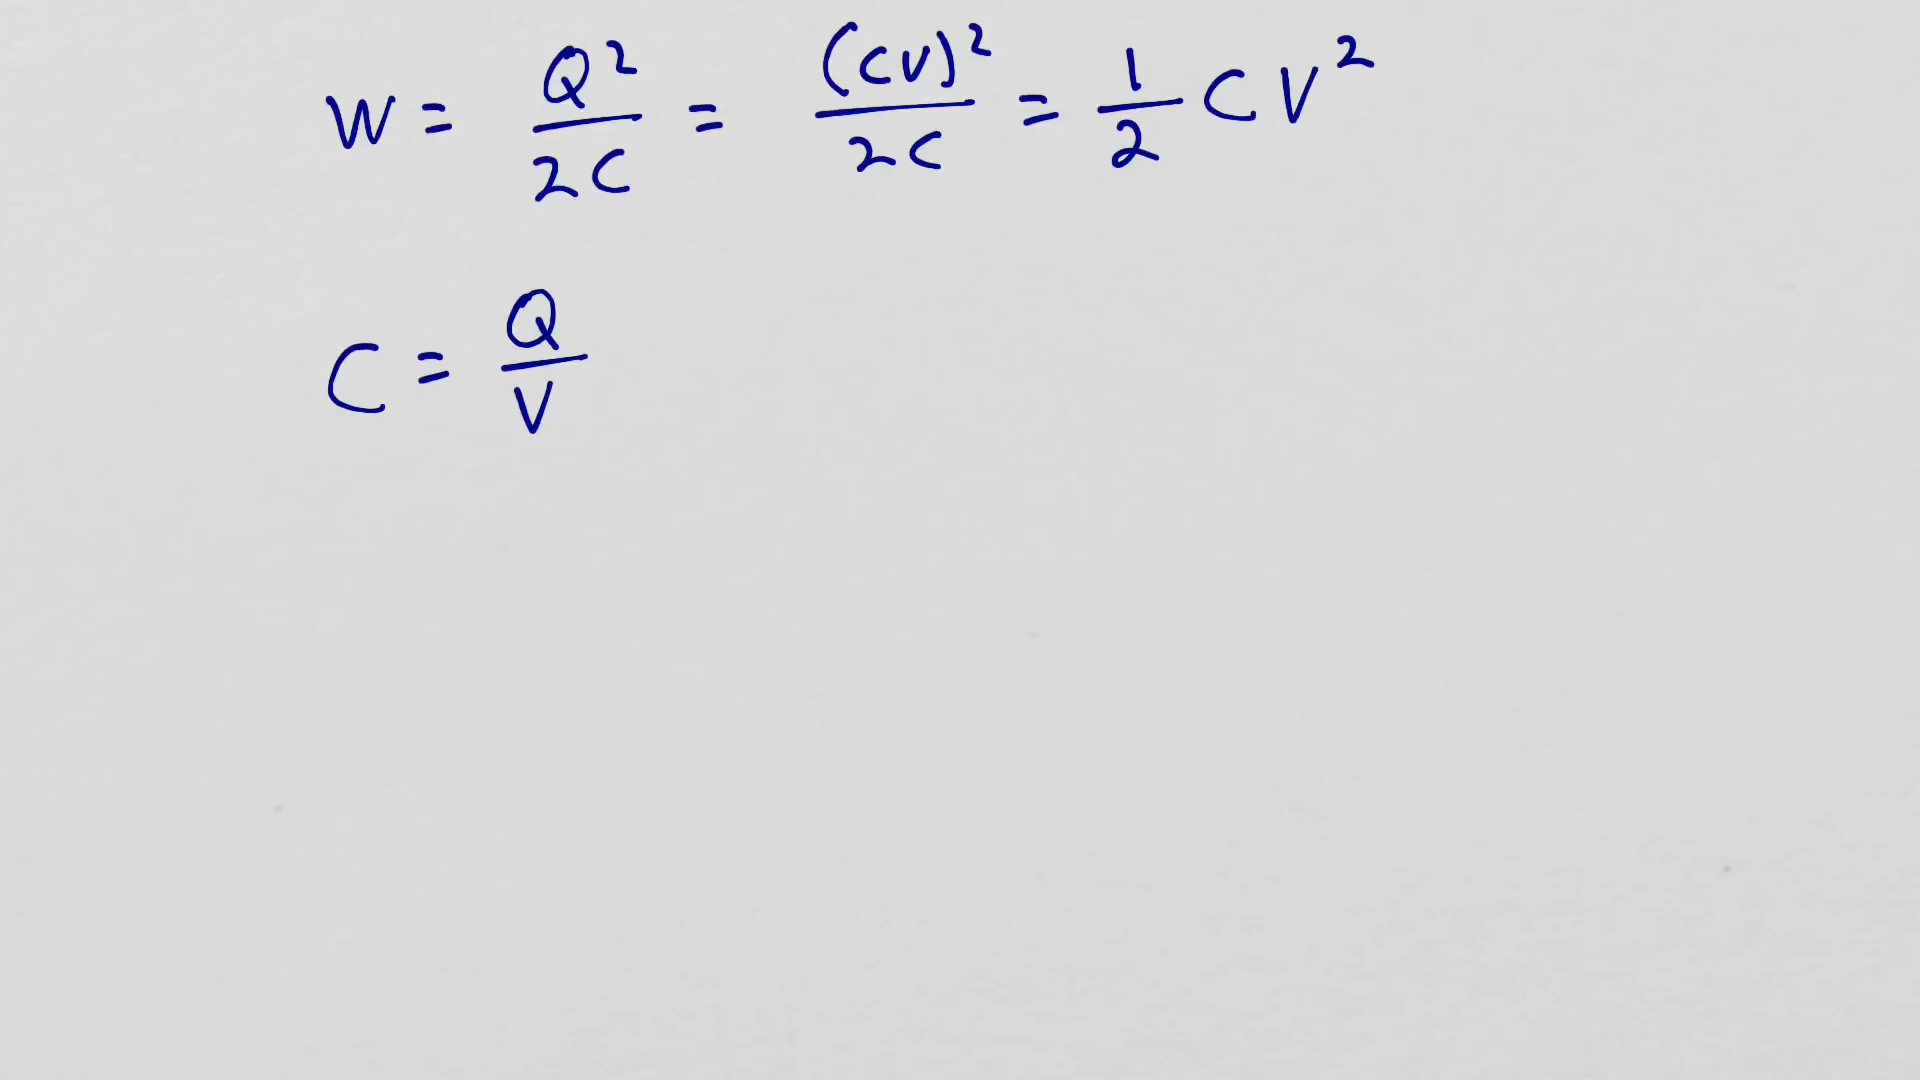 W = Q²/2C = (CV)²/2C = 1/2 CV²
C = Q/V